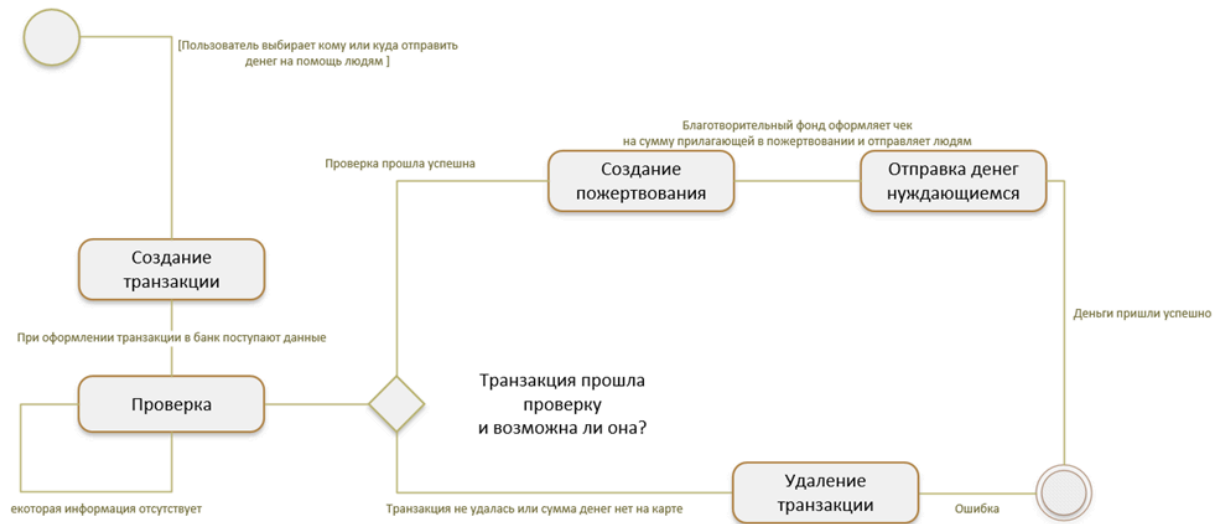 [Пользователь выбирает кому или куда отправить
денег на помощь людям ]
Благотворительный фонд оформляет чек
на сумму прилагающей в пожертвовании и отправляет людям
Проверка прошла успешна
Создание
пожертвования
Отправка денег
нуждающиемся
Создание
транзакции
Деньги пришли успешно
При оформлении транзакции в банк поступают данные
Транзакция прошла
проверку
и возможна ли она?
Проверка
Удаление
транзакции
екоторая информация отсутствует
Транзакция не удалась или сумма денег нет на карте
Ошибка